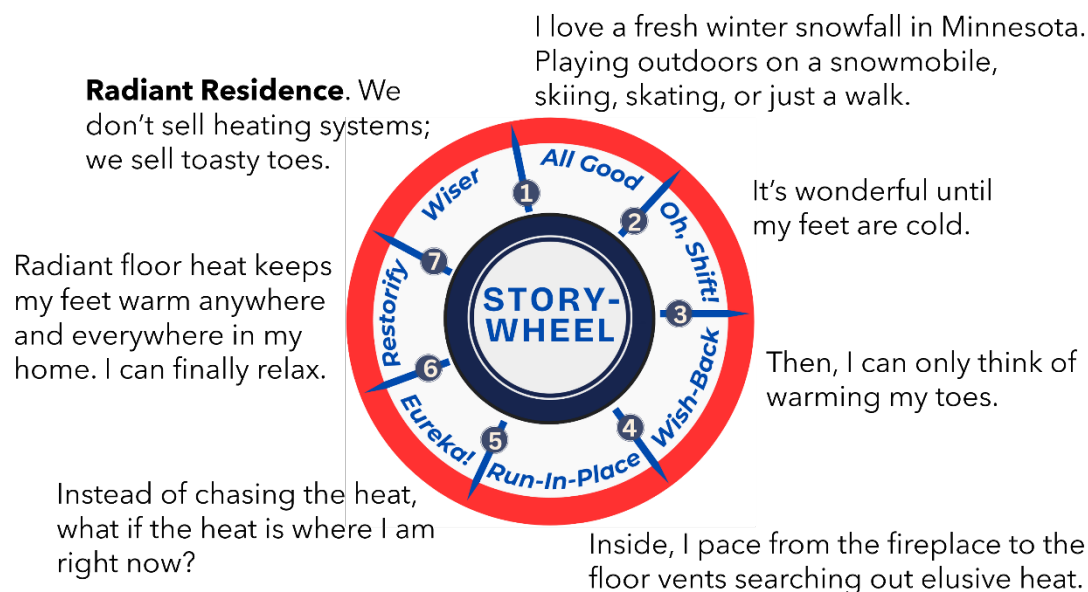 I love a fresh winter snowfall in Minnesota.
Playing outdoors on a snowmobile,
skiing, skating, or just a walk.
Radiant Residence. We
don’t sell heating systems;
we sell toasty toes.
It’s wonderful until
my feet are cold.
Radiant floor heat keeps
my feet warm anywhere
and everywhere in my
home. I can finally relax.
Then, I can only think of
warming my toes.
Instead of chasing the heat,
what if the heat is where I am
right now?
Inside, I pace from the fireplace to the
floor vents searching out elusive heat.
STORY-
WHEEL
1
All Good
2
Oh, Shift!
3
Wish-Back
4
Run-In-Place
5
Eureka!
6
Restorify
7
Wiser